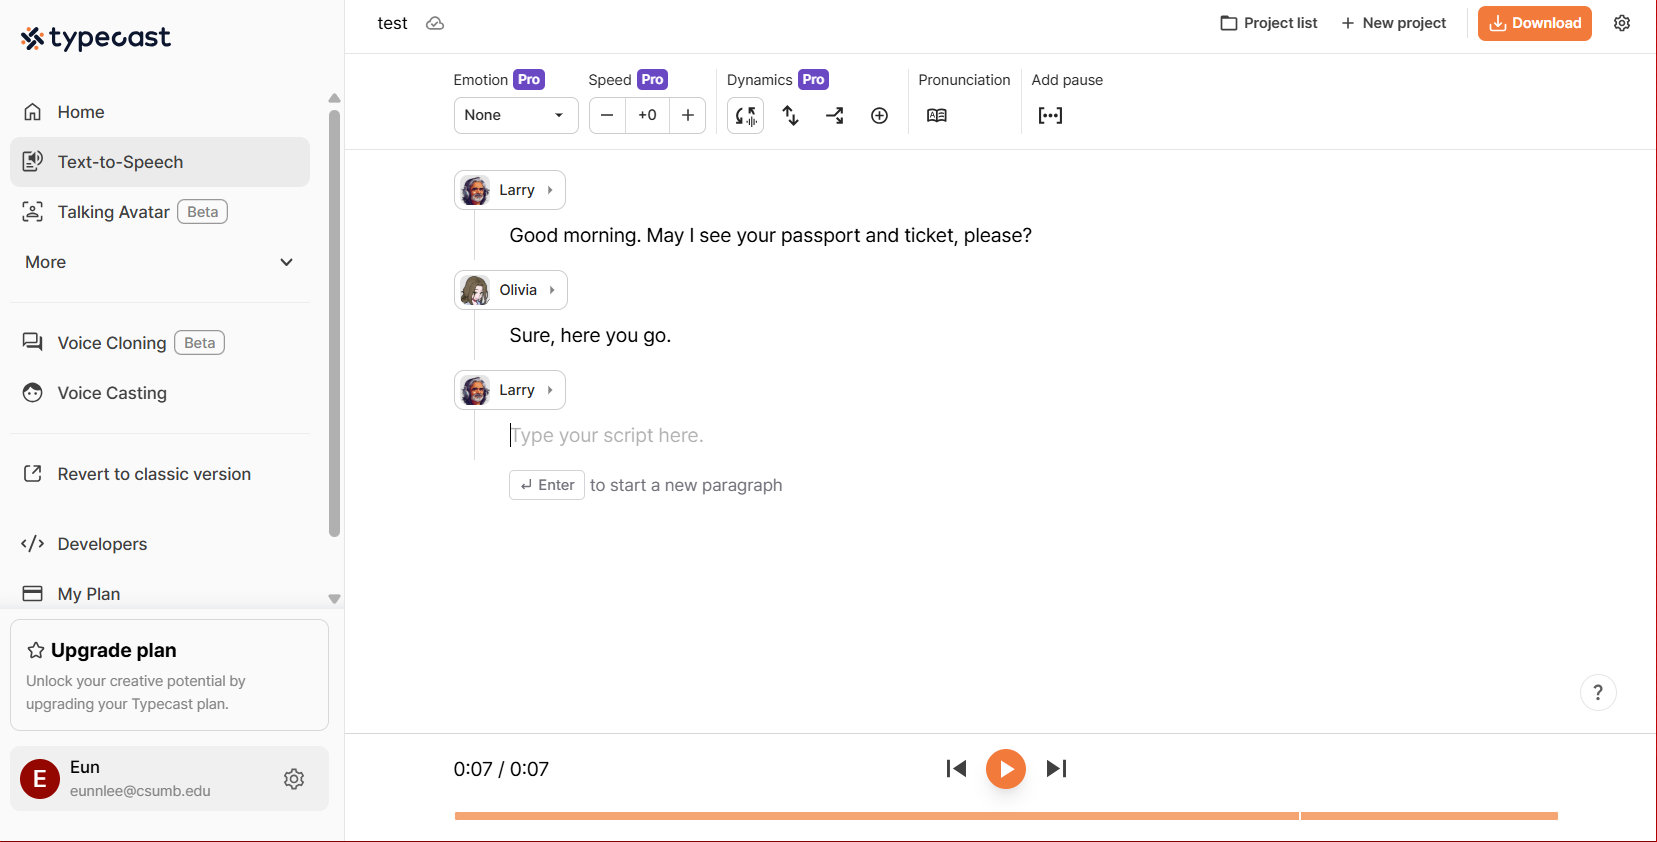 typecast
Home
Text-to-Speech
Talking Avatar Beta
More
Voice Cloning Beta
Voice Casting
Revert to classic version
Developers
My Plan
Upgrade plan
Unlock your creative potential by
upgrading your Typecast plan.
E
Eun
eunnlee@csumb.edu
test
Project list
New project
Download
Emotion Pro
Speed Pro
Dynamics Pro
Pronunciation
Add pause
None
+0
Larry
Good morning. May I see your passport and ticket, please?
Olivia
Sure, here you go.
Larry
Type your script here.
Enter to start a new paragraph
?
0:07 / 0:07